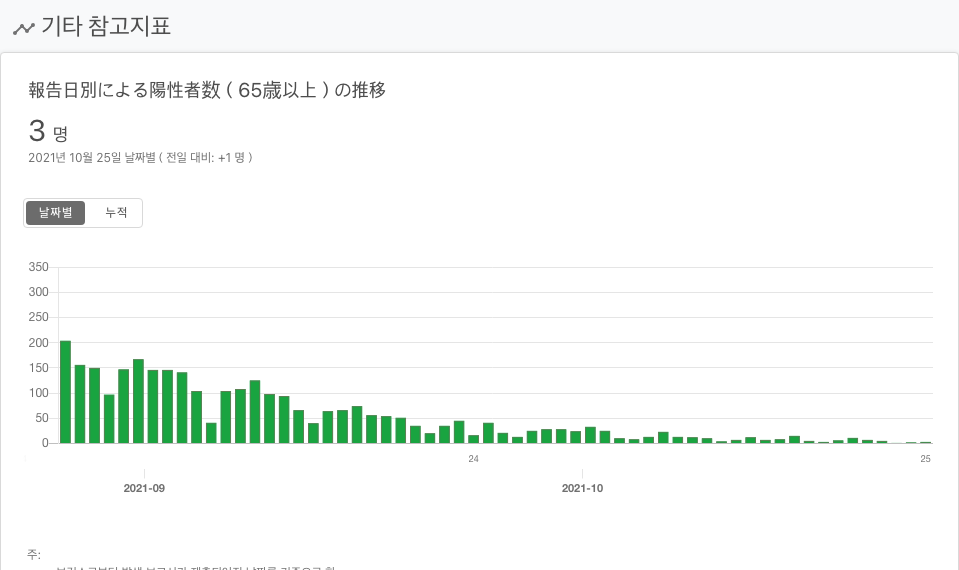 기타 참고지표
報告日別による陽性者数 ( 65歳以上 ) の推移
3 명
2021년 10월 25일 날짜별 ( 전일 대비: +1 명 )
날짜별 누적
350
300
250
200
150
100
50
0
24 25
2021-09 2021-10
주: